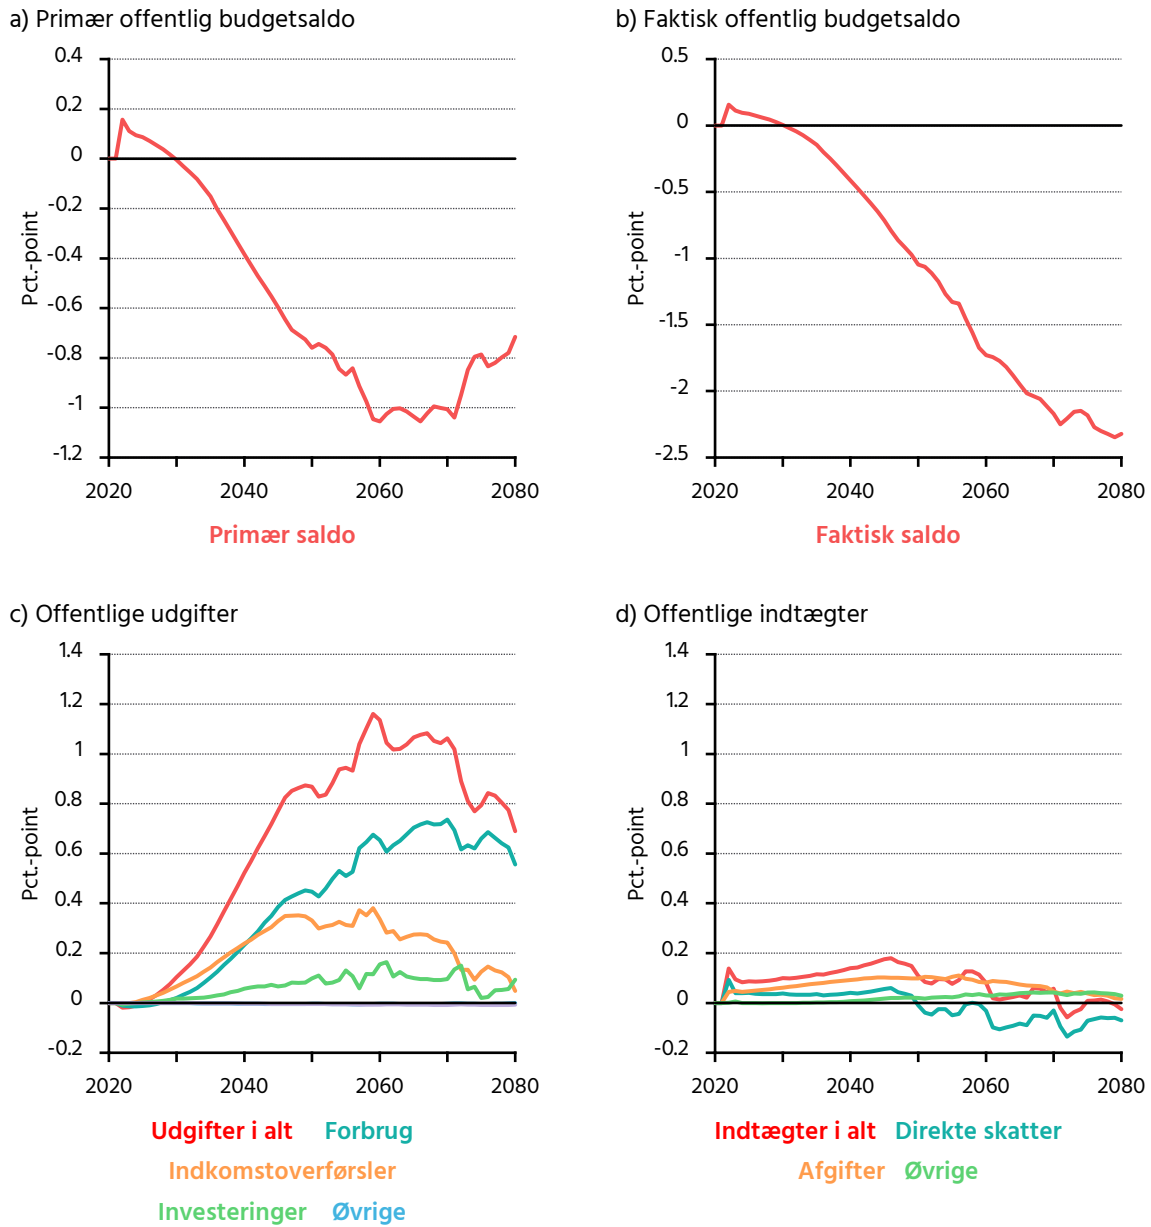 a) Primær offentlig budgetsaldo
0.4
0.2
0
-0.2
-0.4
-0.6
-0.8
-1
-1.2
Pct.-point
2020 2040 2060 2080
Primær saldo
b) Faktisk offentlig budgetsaldo
0.5
0
-0.5
-1
-1.5
-2
-2.5
Pct.-point
2020 2040 2060 2080
Faktisk saldo
c) Offentlige udgifter
1.4
1.2
1
0.8
0.6
0.4
0.2
0
-0.2
Pct.-point
2020 2040 2060 2080
Udgifter i alt Forbrug
Indkomstoverførsler
Investeringer Øvrige
d) Offentlige indtægter
1.4
1.2
1
0.8
0.6
0.4
0.2
0
-0.2
Pct.-point
2020 2040 2060 2080
Indtægter i alt Direkte skatter
Afgifter Øvrige